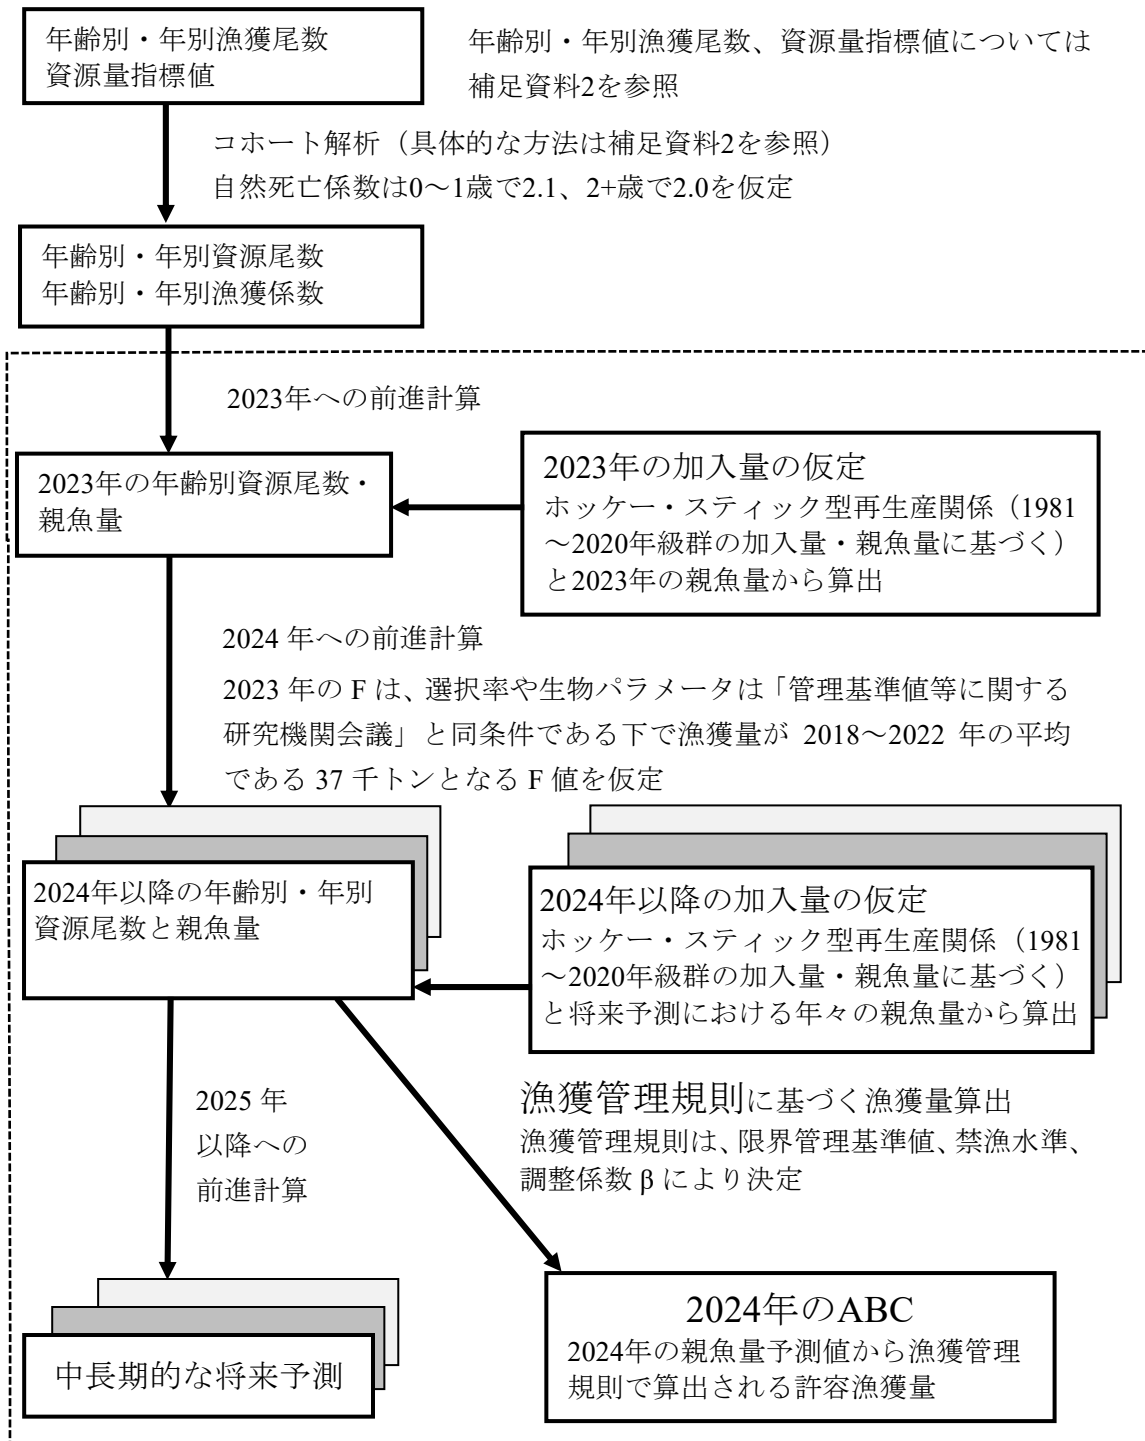 年齢別・年別漁獲尾数
資源量指標値
年齢別・年別漁獲尾数、資源量指標値については
補足資料2を参照
コホート解析（具体的な方法は補足資料2を参照）
自然死亡係数は0～1歳で2.1、2+歳で2.0を仮定
年齢別・年別資源尾数
年齢別・年別漁獲係数
2023年への前進計算
2023年の年齢別資源尾数・
親魚量
2023年の加入量の仮定
ホッケー・スティック型再生産関係（1981
～2020年級群の加入量・親魚量に基づく）
と2023年の親魚量から算出
2024 年への前進計算
2023 年の F は、選択率や生物パラメータは「管理基準値等に関する
研究機関会議」と同条件である下で漁獲量が 2018～2022 年の平均
である 37 千トンとなる F 値を仮定
2024年以降の年齢別・年別
資源尾数と親魚量
2024年以降の加入量の仮定
ホッケー・スティック型再生産関係（1981
～2020年級群の加入量・親魚量に基づく）
と将来予測における年々の親魚量から算出
2025 年
以降への
前進計算
漁獲管理規則に基づく漁獲量算出
漁獲管理規則は、限界管理基準値、禁漁水準、
調整係数 β により決定
中長期的な将来予測
2024年のABC
2024年の親魚量予測値から漁獲管理
規則で算出される許容漁獲量